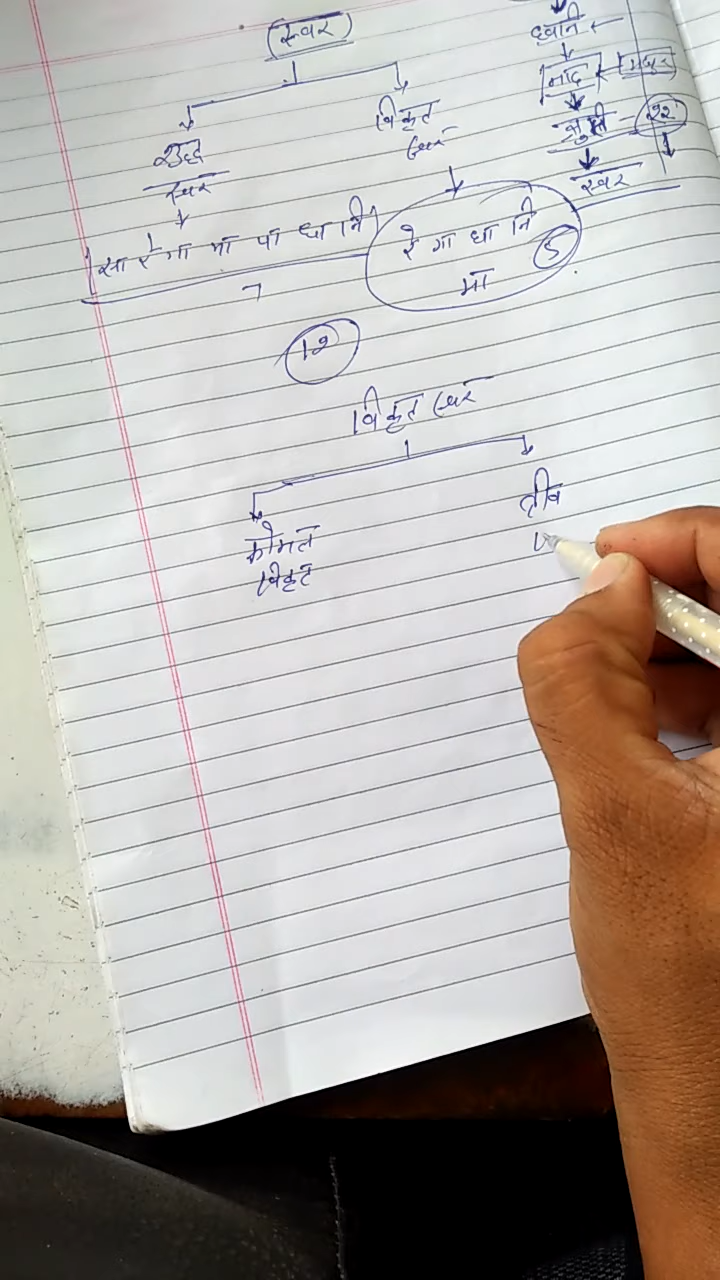 स्वर
शुद्ध
स्वर
विकृत
स्वर
सा रे गा मा पा धा नि
7
रे गा धा नि
मा
5
12
ध्वनि
नाद
श्रुति - 22
स्वर
विकृत स्वर
कोमल
विकृत
तीव्र